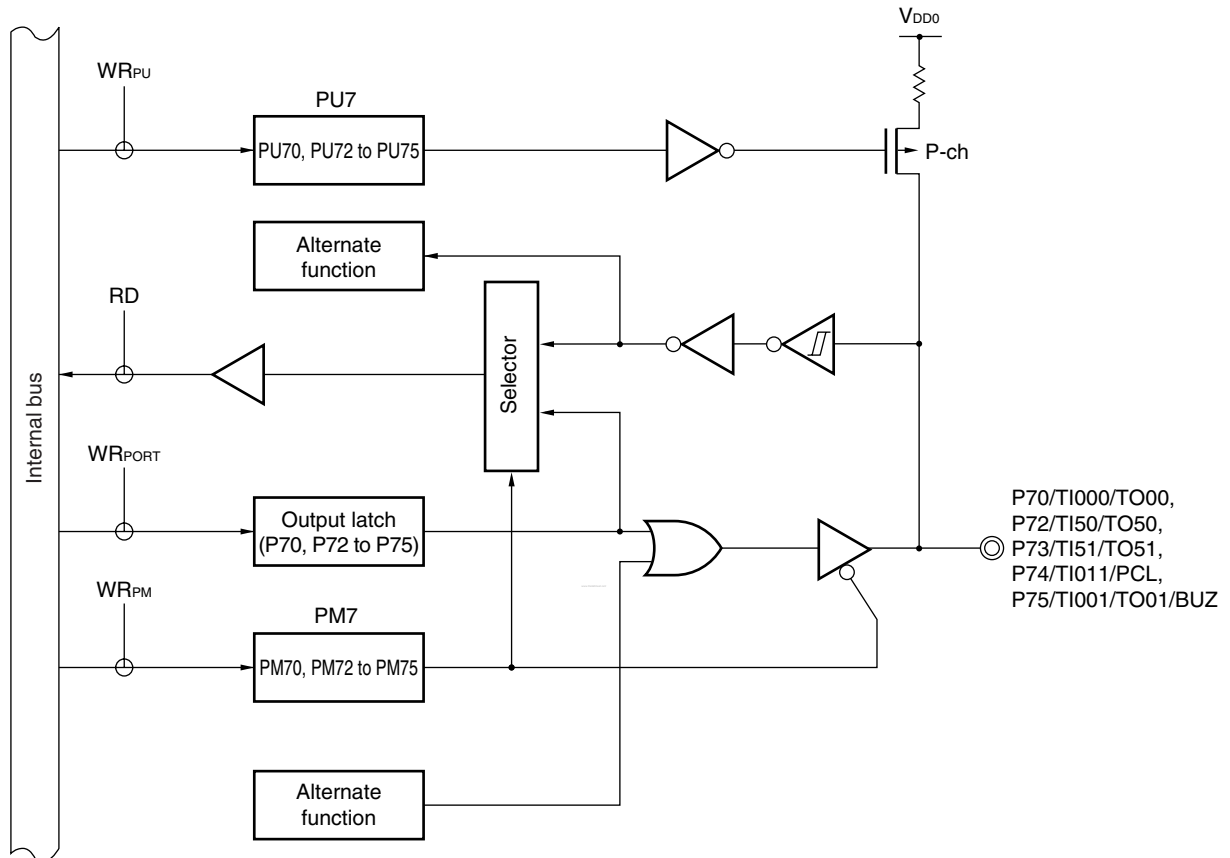 VDD0
WRPU
PU7
PU70, PU72 to PU75
P-ch
Alternate
function
RD
Selector
Internal bus
WRPORT
Output latch
(P70, P72 to P75)
P70/TI000/TO00,
P72/TI50/TO50,
P73/TI51/TO51,
P74/TI011/PCL,
P75/TI001/TO01/BUZ
WRPM
PM7
PM70, PM72 to PM75
Alternate
function